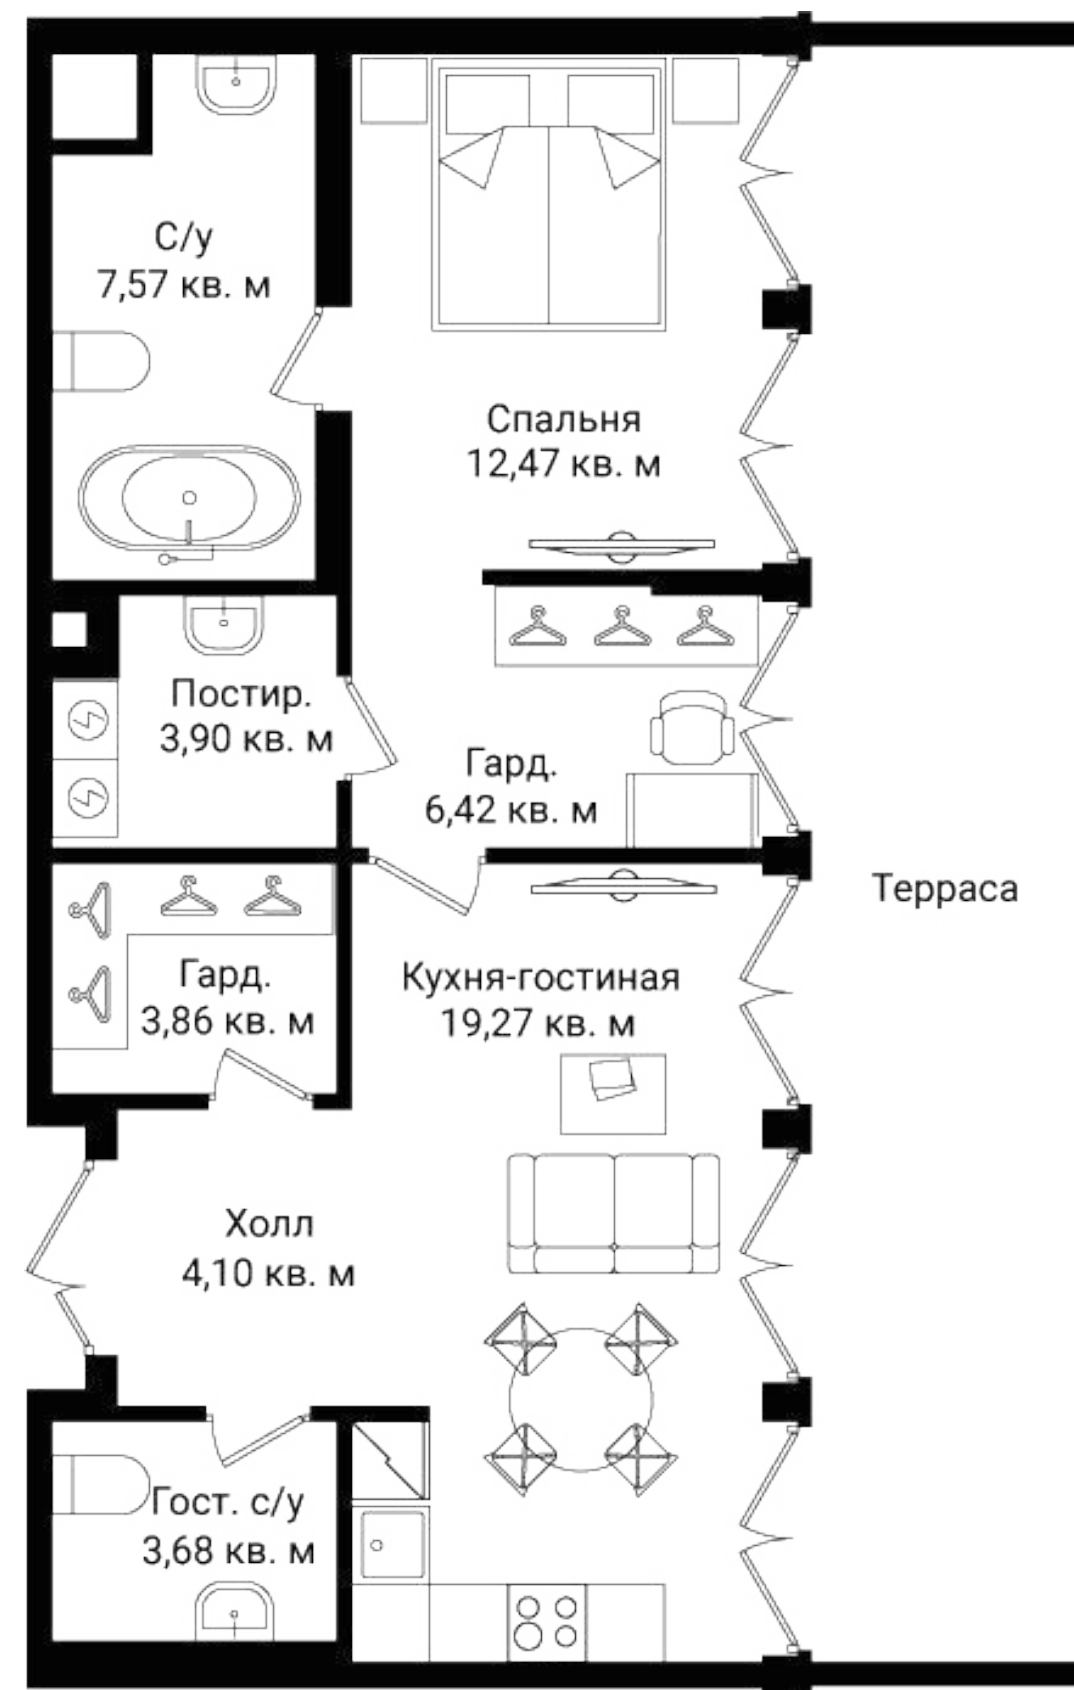 С/у
7,57 кв. м
Спальня
12,47 кв. м
Постир.
3,90 кв. м
Гард.
6,42 кв. м
Терраса
Гард.
3,86 кв. м
Кухня-гостиная
19,27 кв. м
Холл
4,10 кв. м
Гост. с/у
3,68 кв. м